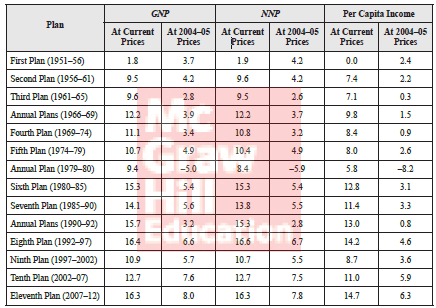 Plan GNP NNP Per Capita Income
At Current Prices At 2004–05 Prices At Current Prices At 2004–05 Prices At Current Prices At 2004–05 Prices
First Plan (1951–56) 1.8 3.7 1.9 4.2 0.0 2.4
Second Plan (1956–61) 9.5 4.2 9.6 4.2 7.4 2.2
Third Plan (1961–65) 9.6 2.8 9.5 2.6 7.1 0.3
Annual Plans (1966–69) 12.2 3.9 12.2 3.7 9.8 1.5
Fourth Plan (1969–74) 11.1 3.4 10.8 3.2 8.4 0.9
Fifth Plan (1974–79) 10.7 4.9 10.4 4.9 8.0 2.6
Annual Plan (1979–80) 9.4 –5.0 8.4 –5.9 5.8 –8.2
Sixth Plan (1980–85) 15.3 5.4 15.3 5.4 12.8 3.1
Seventh Plan (1985–90) 14.1 5.6 13.8 5.5 11.4 3.3
Annual Plans (1990–92) 15.7 3.2 15.3 2.8 13.0 0.8
Eighth Plan (1992–97) 16.4 6.6 16.6 6.7 14.2 4.6
Ninth Plan (1997–2002) 10.9 5.7 10.7 5.5 8.7 3.6
Tenth Plan (2002–07) 12.7 7.6 12.7 7.5 11.0 5.9
Eleventh Plan (2007–12) 16.3 8.0 16.3 7.8 14.7 6.3
Mc
Graw
Hill
Education